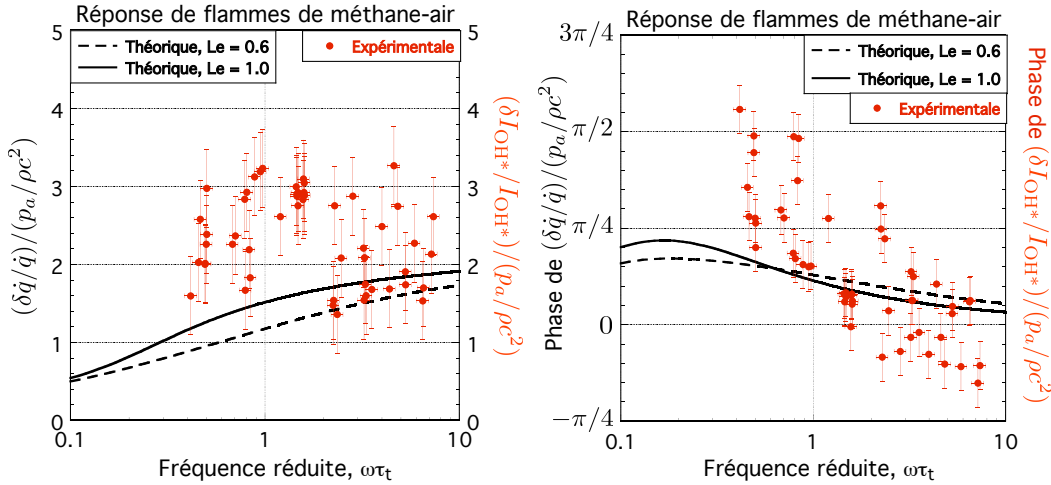 Réponse de flammes de méthane-air
5
4
3
2
1
0
(δq̇/q̇)/(pₐ/ρc²)
Théorique, Le = 0.6
Théorique, Le = 1.0
Expérimentale
5
4
3
2
1
0
(δI_OH*/I_OH*)/(pₐ/ρc²)
0.1
1
10
Fréquence réduite, ωτₜ
Réponse de flammes de méthane-air
3π/4
π/2
π/4
0
−π/4
Phase de (δq̇/q̇)/(pₐ/ρc²)
Théorique, Le = 0.6
Théorique, Le = 1.0
Expérimentale
Phase de (δI_OH*/I_OH*)/(pₐ/ρc²)
0.1
1
10
Fréquence réduite, ωτₜ